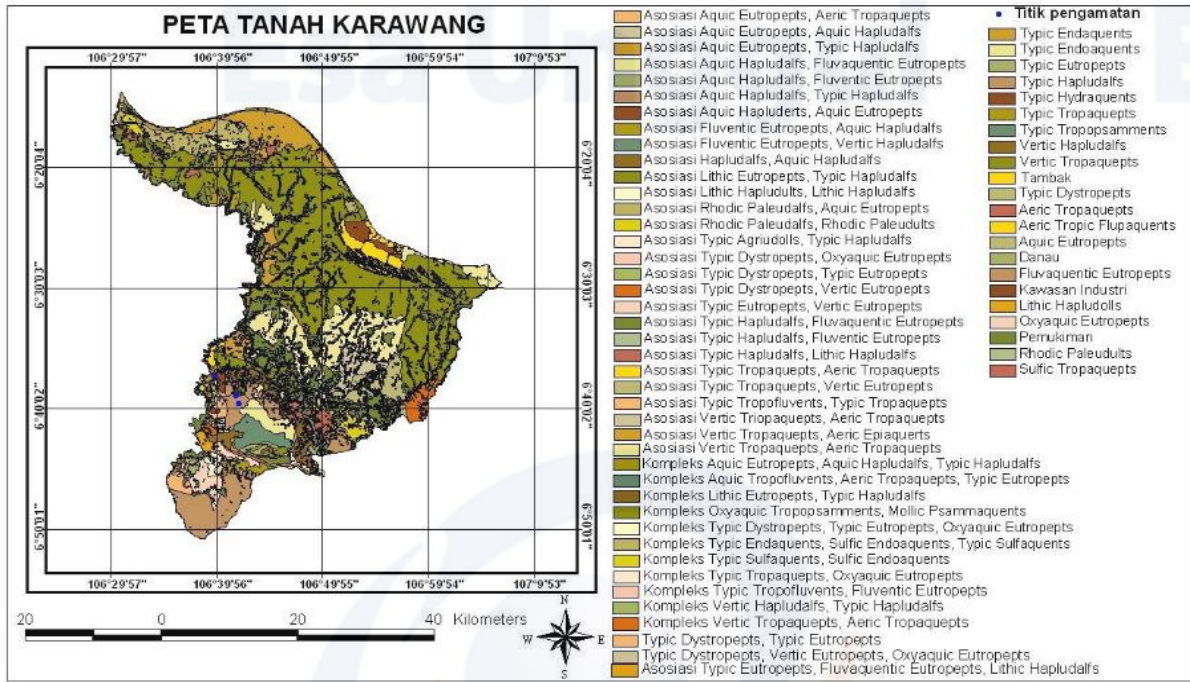 PETA TANAH KARAWANG
106°29'57" 106°39'56" 106°49'55" 106°59'54" 107°9'53"
6°20'04"
6°30'03"
6°40'02"
6°50'01"
106°29'57" 106°39'56" 106°49'55" 106°59'54" 107°9'53"
20 0 20 40 Kilometers
N
W E
S
Asosiasi Aquic Eutropepts, Aeric Tropaquepts
Asosiasi Aquic Eutropepts, Aquic Hapludalfs
Asosiasi Aquic Eutropepts, Typic Hapludalfs
Asosiasi Aquic Hapludalfs, Fluvaquentic Eutropepts
Asosiasi Aquic Hapludalfs, Fluventic Eutropepts
Asosiasi Aquic Hapludalfs, Typic Hapludalfs
Asosiasi Aquic Hapluderts, Aquic Eutropepts
Asosiasi Fluventic Eutropepts, Aquic Hapludalfs
Asosiasi Fluventic Eutropepts, Vertic Hapludalfs
Asosiasi Hapludalfs, Aquic Hapludalfs
Asosiasi Lithic Eutropepts, Typic Hapludalfs
Asosiasi Lithic Hapludults, Lithic Hapludalfs
Asosiasi Rhodic Paleudalfs, Aquic Eutropepts
Asosiasi Rhodic Paleudalfs, Rhodic Paleudults
Asosiasi Typic Agriudolls, Typic Hapludalfs
Asosiasi Typic Dystropepts, Oxyaquic Eutropepts
Asosiasi Typic Dystropepts, Typic Eutropepts
Asosiasi Typic Dystropepts, Vertic Eutropepts
Asosiasi Typic Eutropepts, Vertic Eutropepts
Asosiasi Typic Hapludalfs, Fluvaquentic Eutropepts
Asosiasi Typic Hapludalfs, Fluventic Eutropepts
Asosiasi Typic Hapludalfs, Lithic Hapludalfs
Asosiasi Typic Tropaquepts, Aeric Tropaquepts
Asosiasi Typic Tropaquepts, Vertic Eutropepts
Asosiasi Typic Tropofluvents, Typic Tropaquepts
Asosiasi Vertic Triopaquepts, Aeric Tropaquepts
Asosiasi Vertic Tropaquepts, Aeric Epiaquerts
Asosiasi Vertic Tropaquepts, Aeric Tropaquepts
Kompleks Aquic Eutropepts, Aquic Hapludalfs, Typic Hapludalfs
Kompleks Aquic Tropofluvents, Aeric Tropaquepts, Typic Eutropepts
Kompleks Lithic Eutropepts, Typic Hapludalfs
Kompleks Oxyaquic Tropopsamments, Mollic Psammaquents
Kompleks Typic Dystropepts, Typic Eutropepts, Oxyaquic Eutropepts
Kompleks Typic Endaquents, Sulfic Endoaquents, Typic Sulfaquents
Kompleks Typic Sulfaquents, Sulfic Endoaquents
Kompleks Typic Tropaquepts, Oxyaquic Eutropepts
Kompleks Typic Tropofluvents, Fluventic Eutropepts
Kompleks Vertic Hapludalfs, Typic Hapludalfs
Kompleks Vertic Tropaquepts, Aeric Tropaquepts
Typic Dystropepts, Typic Eutropepts
Typic Dystropepts, Vertic Eutropepts, Oxyaquic Eutropepts
Asosiasi Typic Eutropepts, Fluvaquentic Eutropepts, Lithic Hapludalfs
Titik pengamatan
Typic Endaquents
Typic Endoaquents
Typic Eutropepts
Typic Hapludalfs
Typic Hydraquents
Typic Tropaquepts
Typic Tropopsamments
Vertic Hapludalfs
Vertic Tropaquepts
Tambak
Typic Dystropepts
Aeric Tropaquepts
Aeric Tropic Flupaquents
Aquic Eutropepts
Danau
Fluvaquentic Eutropepts
Kawasan Industri
Lithic Hapludolls
Oxyaquic Eutropepts
Pemukiman
Rhodic Paleudults
Sulfic Tropaquepts